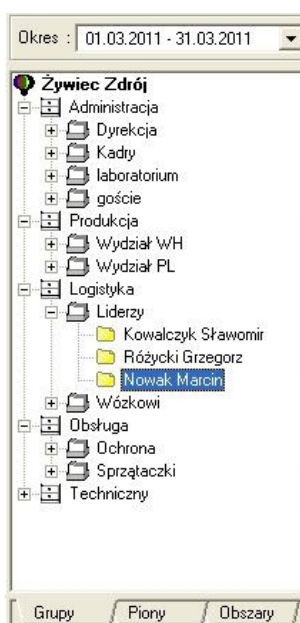 Okres : 01.03.2011 - 31.03.2011
Żywiec Zdrój
Administracja
Dyrekcja
Kadry
laboratorium
goście
Produkcja
Wydział WH
Wydział PL
Logistyka
Liderzy
Kowalczyk Sławomir
Różycki Grzegorz
Nowak Marcin
Wózkowi
Obsługa
Ochrona
Sprzątaczki
Techniczny
Grupy Piony Obszary